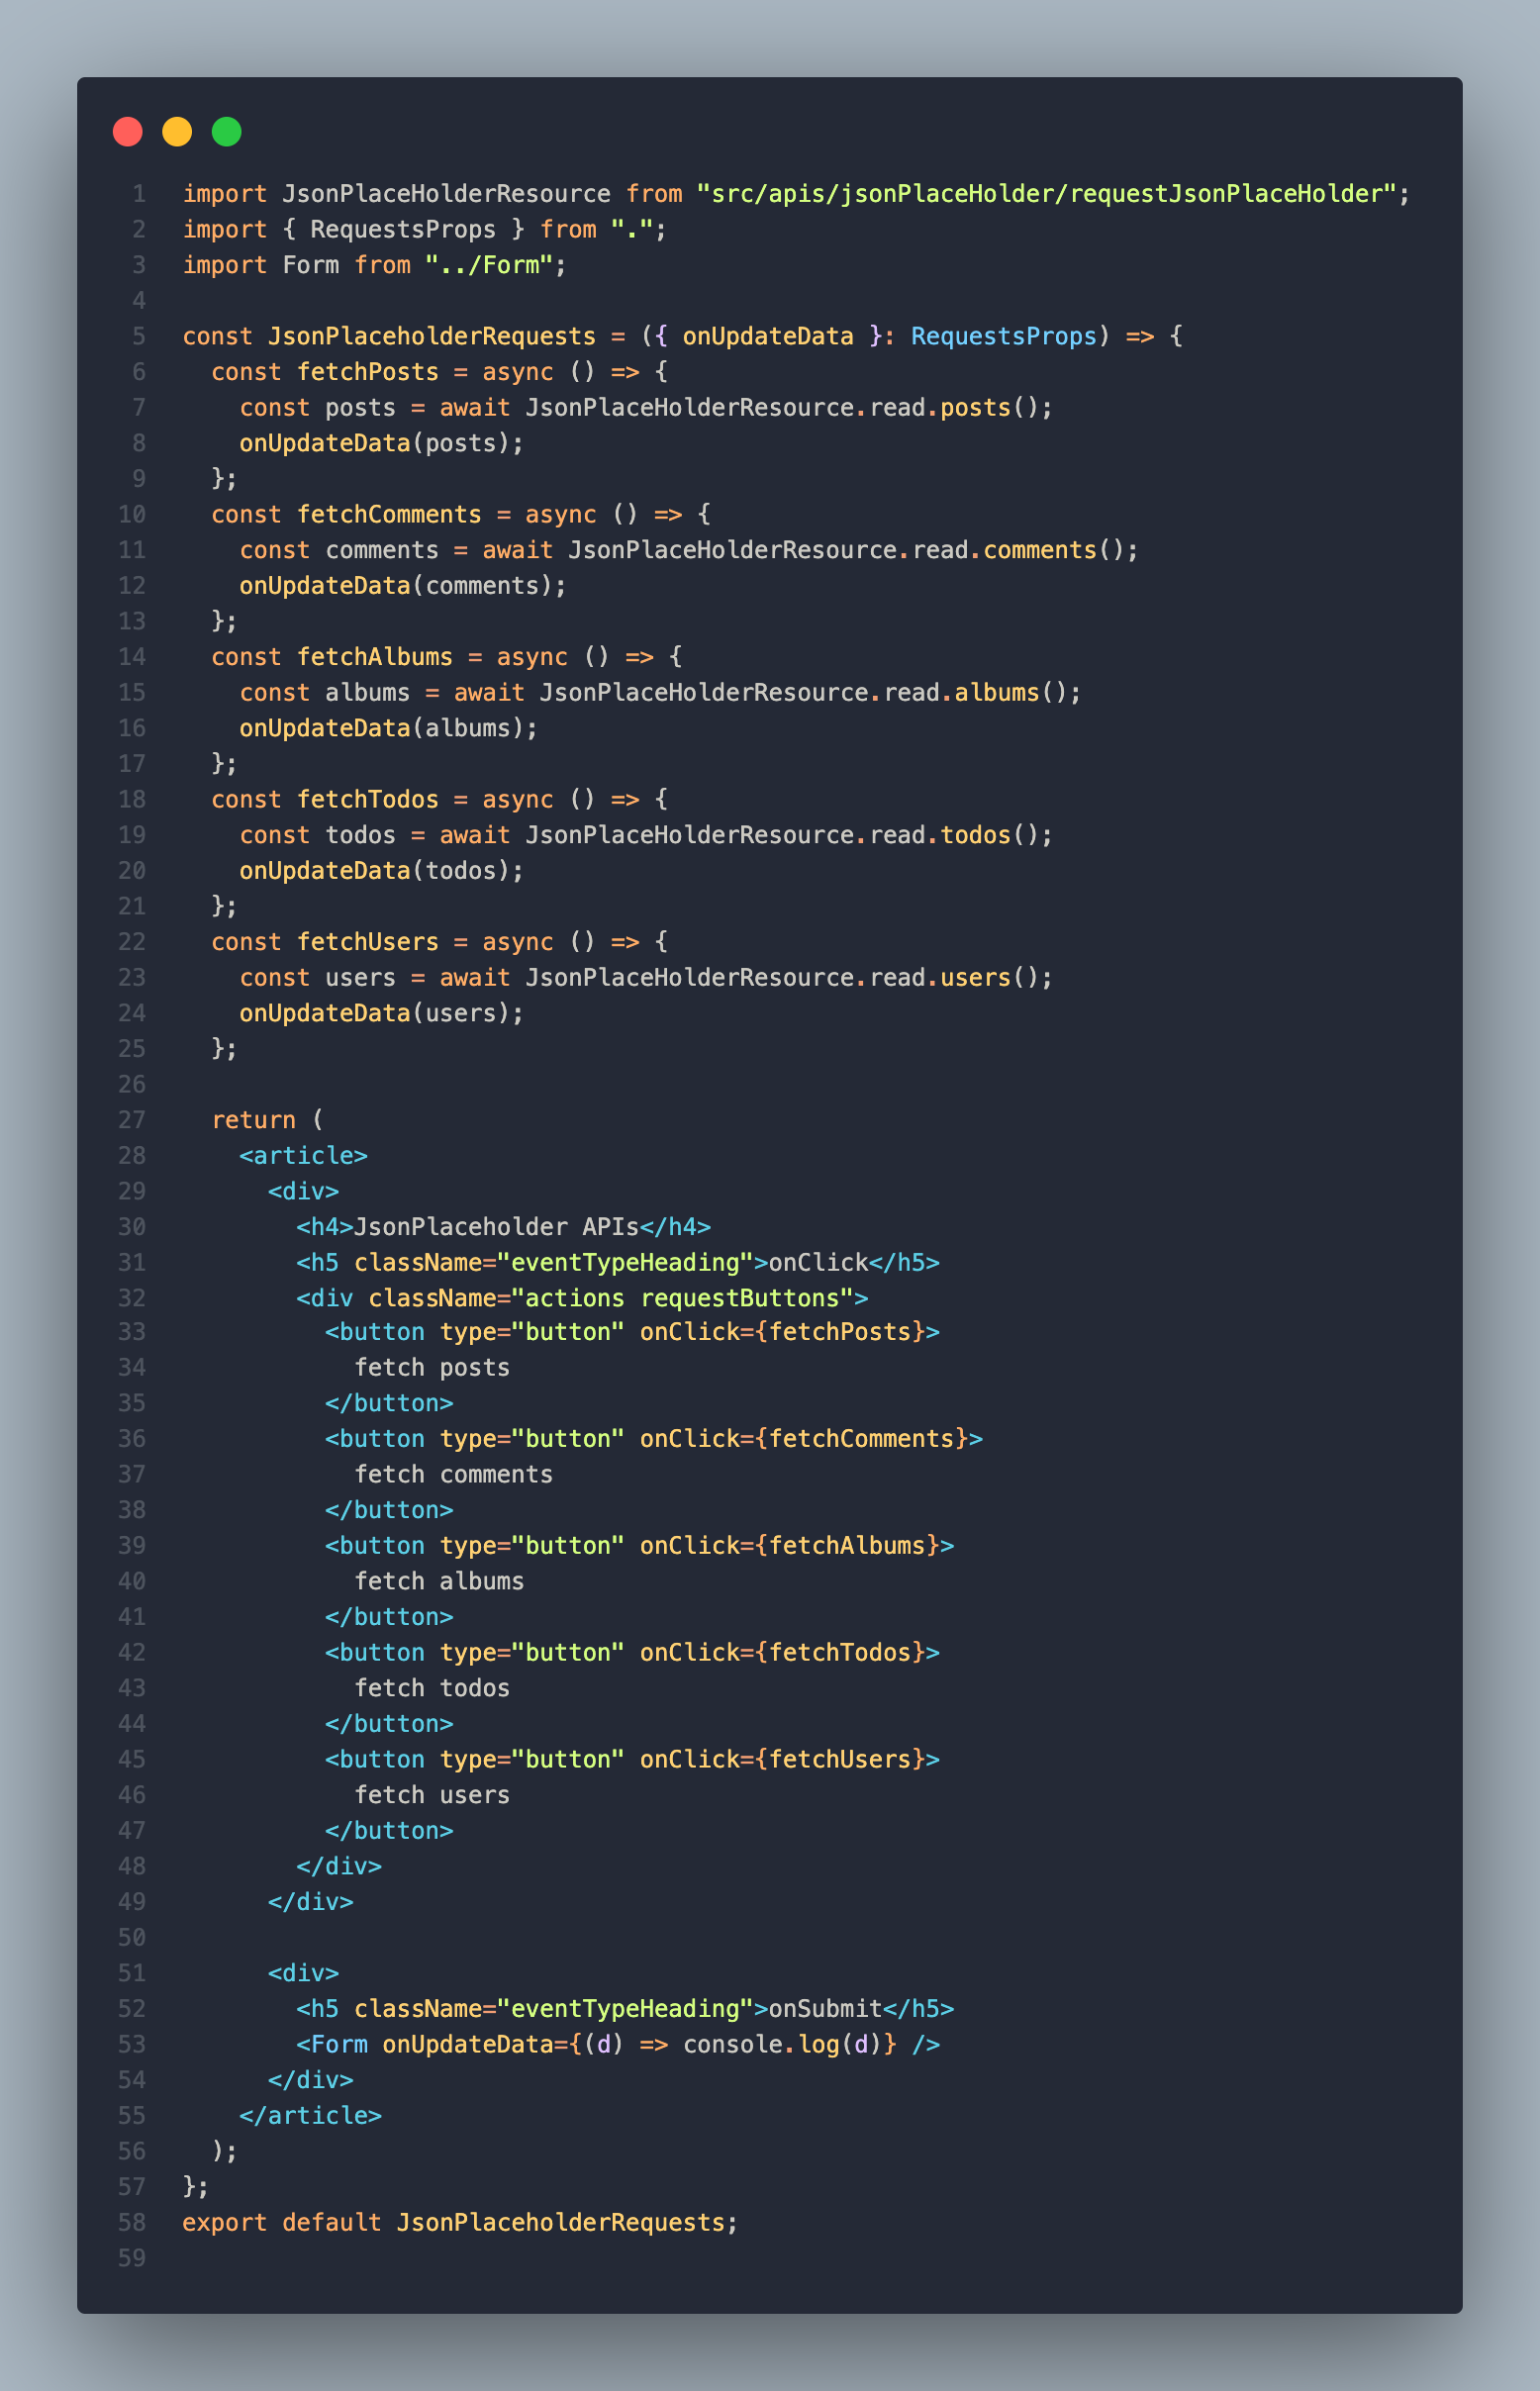 1 import JsonPlaceHolderResource from "src/apis/jsonPlaceHolder/requestJsonPlaceHolder";
2 import { RequestsProps } from ".";
3 import Form from "../Form";
4
5 const JsonPlaceholderRequests = ({ onUpdateData }: RequestsProps) => {
6   const fetchPosts = async () => {
7     const posts = await JsonPlaceHolderResource.read.posts();
8     onUpdateData(posts);
9   };
10   const fetchComments = async () => {
11     const comments = await JsonPlaceHolderResource.read.comments();
12     onUpdateData(comments);
13   };
14   const fetchAlbums = async () => {
15     const albums = await JsonPlaceHolderResource.read.albums();
16     onUpdateData(albums);
17   };
18   const fetchTodos = async () => {
19     const todos = await JsonPlaceHolderResource.read.todos();
20     onUpdateData(todos);
21   };
22   const fetchUsers = async () => {
23     const users = await JsonPlaceHolderResource.read.users();
24     onUpdateData(users);
25   };
26
27   return (
28     <article>
29       <div>
30         <h4>JsonPlaceholder APIs</h4>
31         <h5 className="eventTypeHeading">onClick</h5>
32         <div className="actions requestButtons">
33           <button type="button" onClick={fetchPosts}>
34             fetch posts
35           </button>
36           <button type="button" onClick={fetchComments}>
37             fetch comments
38           </button>
39           <button type="button" onClick={fetchAlbums}>
40             fetch albums
41           </button>
42           <button type="button" onClick={fetchTodos}>
43             fetch todos
44           </button>
45           <button type="button" onClick={fetchUsers}>
46             fetch users
47           </button>
48         </div>
49       </div>
50
51       <div>
52         <h5 className="eventTypeHeading">onSubmit</h5>
53         <Form onUpdateData={(d) => console.log(d)} />
54       </div>
55     </article>
56   );
57 };
58 export default JsonPlaceholderRequests;
59